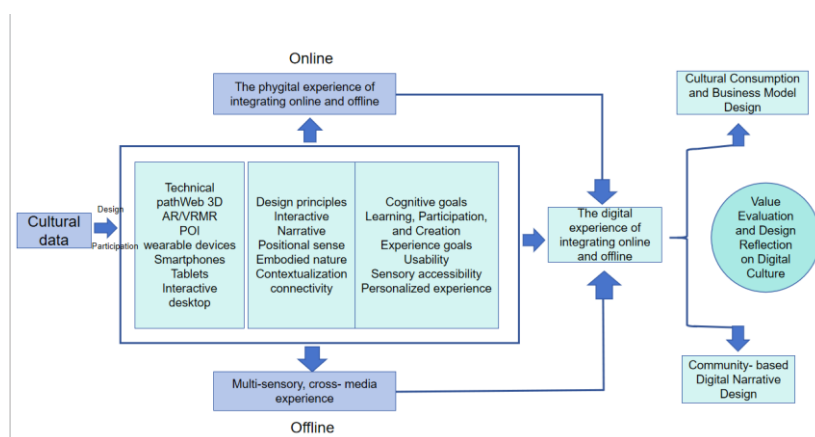 Online
The phygital experience of
integrating online and offline
Cultural
data
Design
Participation
Technical
pathWeb 3D
AR/VRMR
POI
wearable devices
Smartphones
Tablets
Interactive
desktop
Design principles
Interactive
Narrative
Positional sense
Embodied nature
Contextualization
connectivity
Cognitive goals
Learning, Participation,
and Creation
Experience goals
Usability
Sensory accessibility
Personalized experience
Multi-sensory, cross- media
experience
Offline
The digital
experience of
integrating online
and offline
Cultural Consumption
and Business Model
Design
Value
Evaluation
and Design
Reflection
on Digital
Culture
Community- based
Digital Narrative
Design